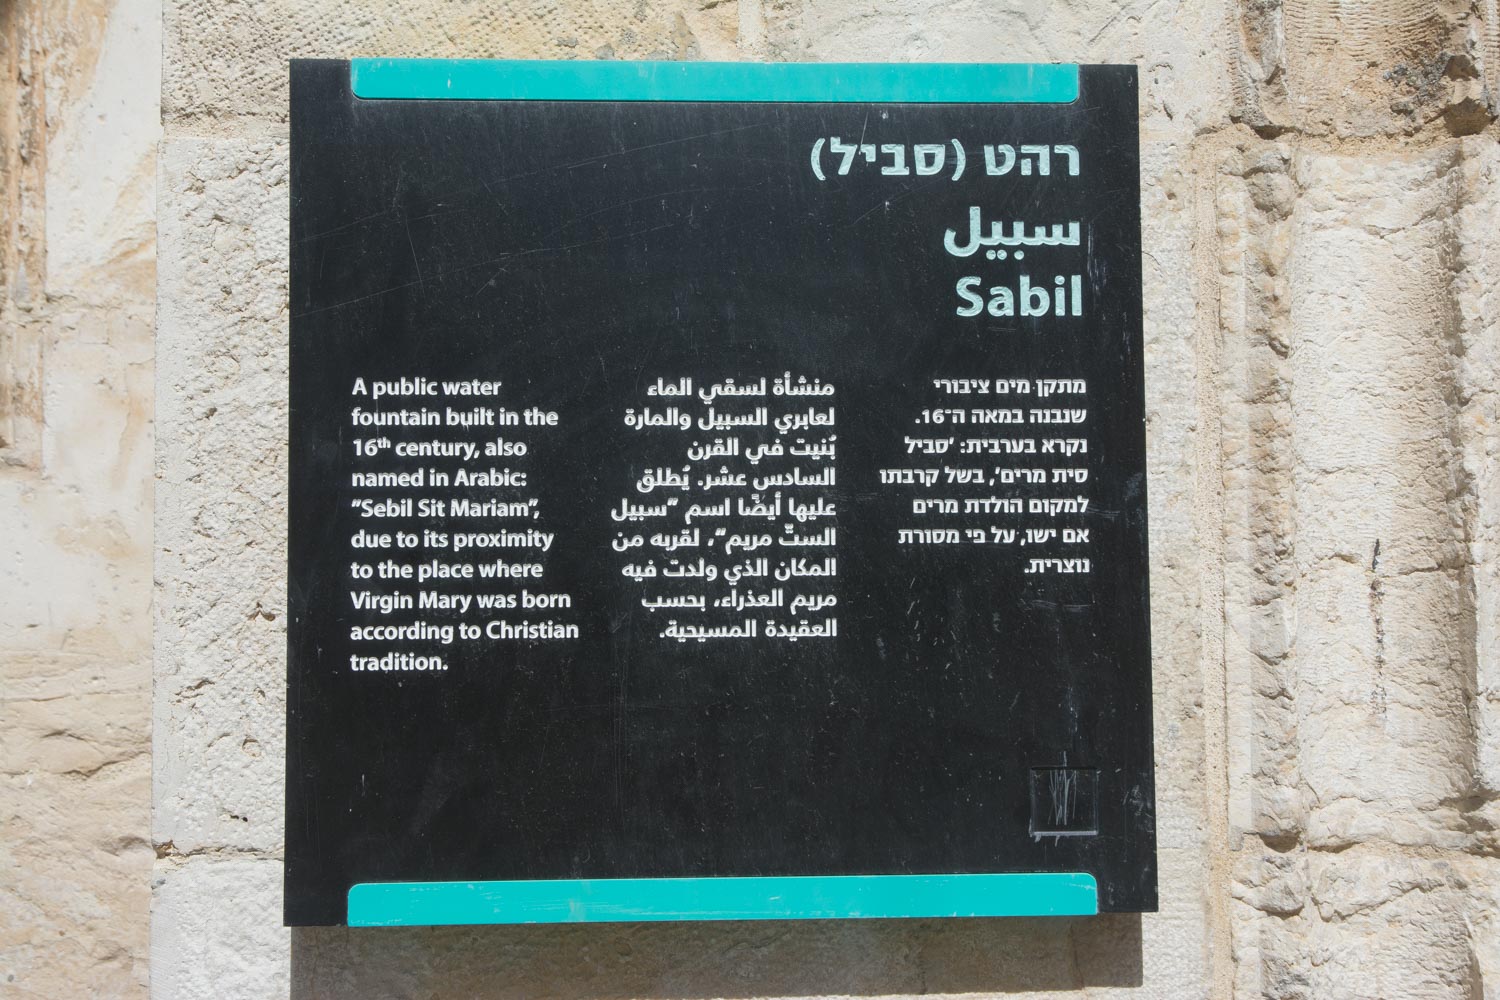 רהט (סביל)
سبيل
Sabil
A public water
fountain built in the
16th century, also
named in Arabic:
"Sebil Sit Mariam",
due to its proximity
to the place where
Virgin Mary was born
according to Christian
tradition.
منشأة لسقي الماء
لعابري السبيل والمارة
بُنيت في القرن
السادس عشر. يُطلق
عليها أيضًا اسم "سبيل
الستّ مريم"، لقربه من
المكان الذي ولدت فيه
مريم العذراء، بحسب
العقيدة المسيحية.
מתקן מים ציבורי
שנבנה במאה ה־16.
נקרא בערבית: 'סביל
סית מרים', בשל קרבתו
למקום הולדת מרים
אם ישו, על פי מסורת
נוצרית.